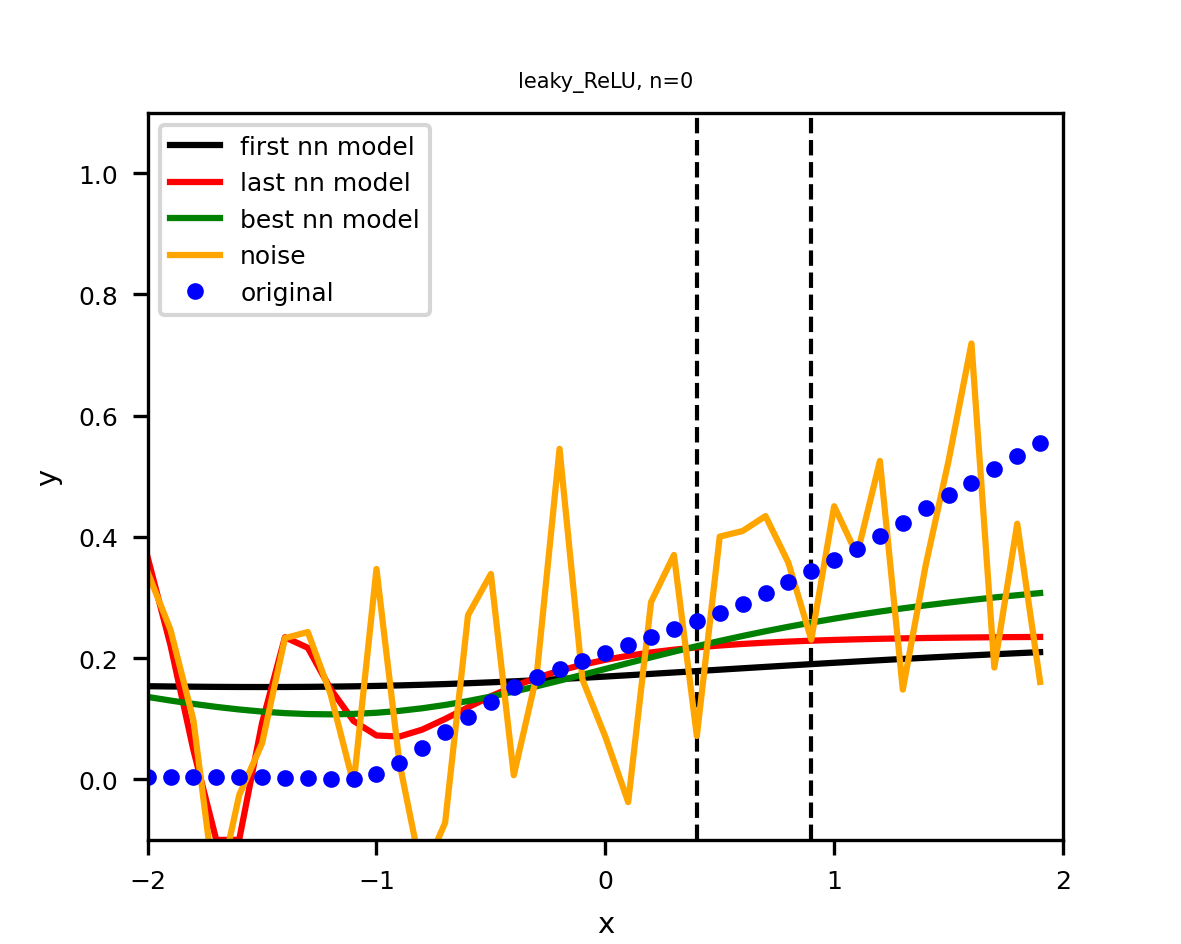 leaky_ReLU, n=0
first nn model
last nn model
best nn model
noise
original
1.0
0.8
0.6
0.4
0.2
0.0
y
−2
−1
0
1
2
x